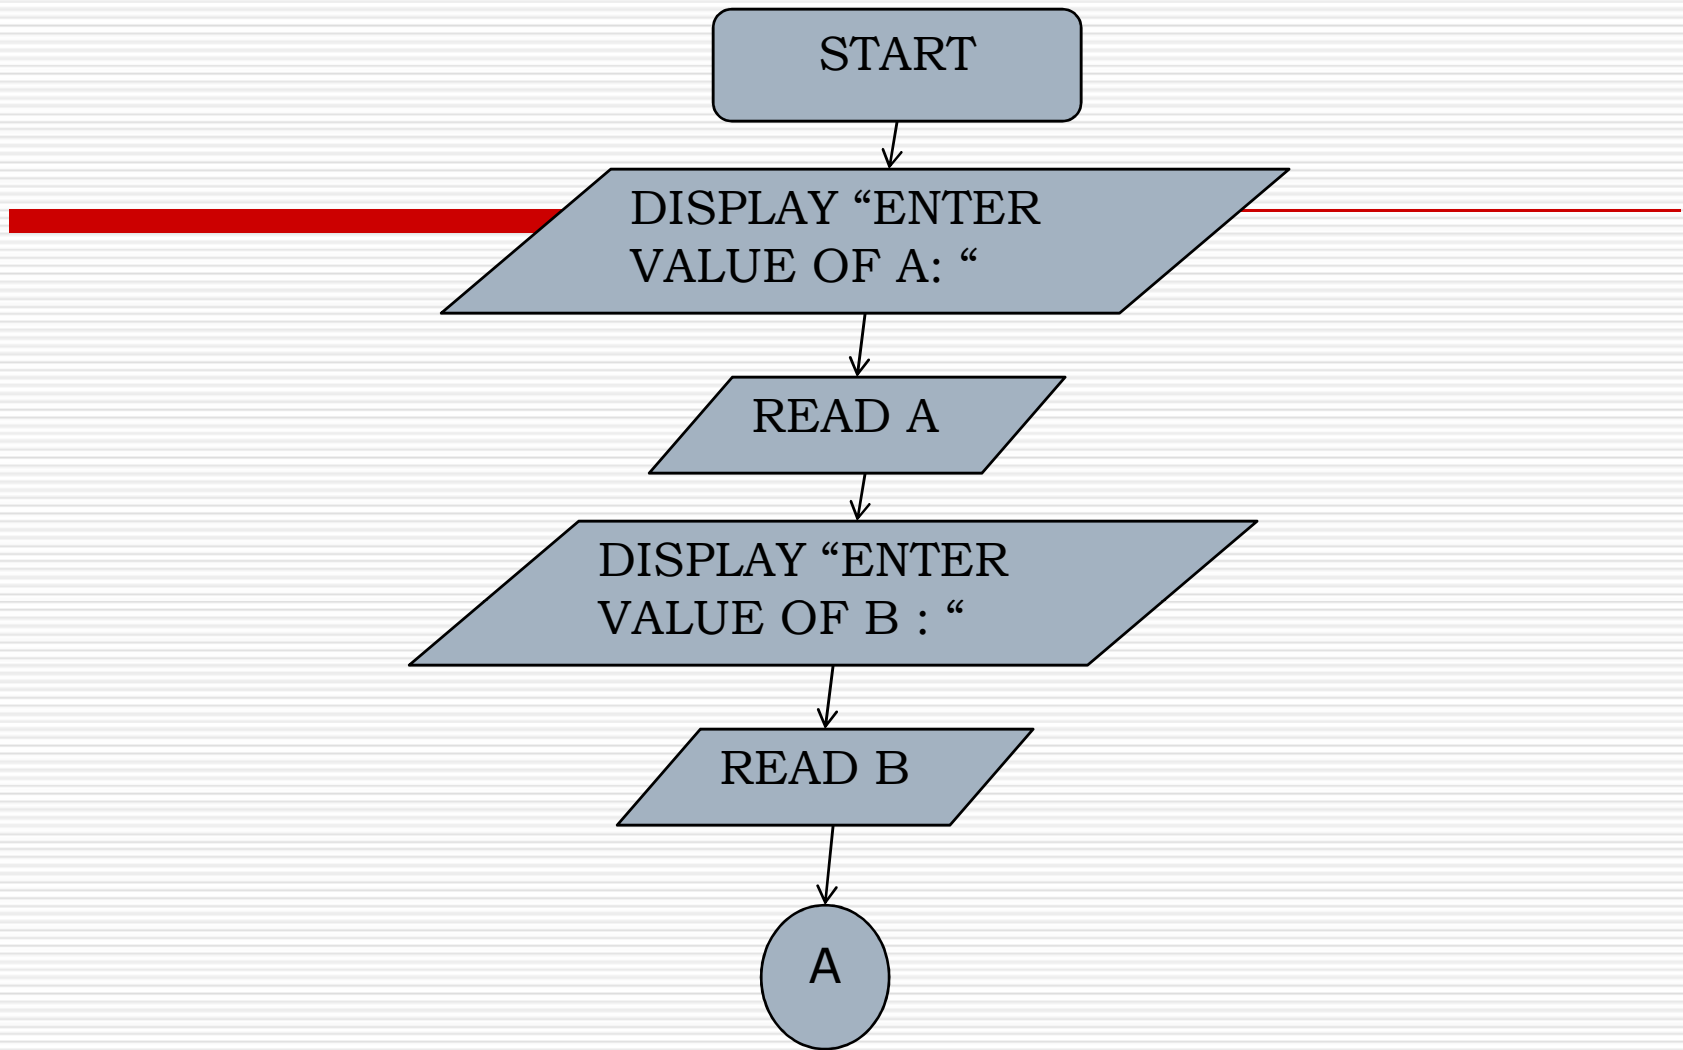 START
DISPLAY “ENTER
VALUE OF A: “
READ A
DISPLAY “ENTER
VALUE OF B : “
READ B
A